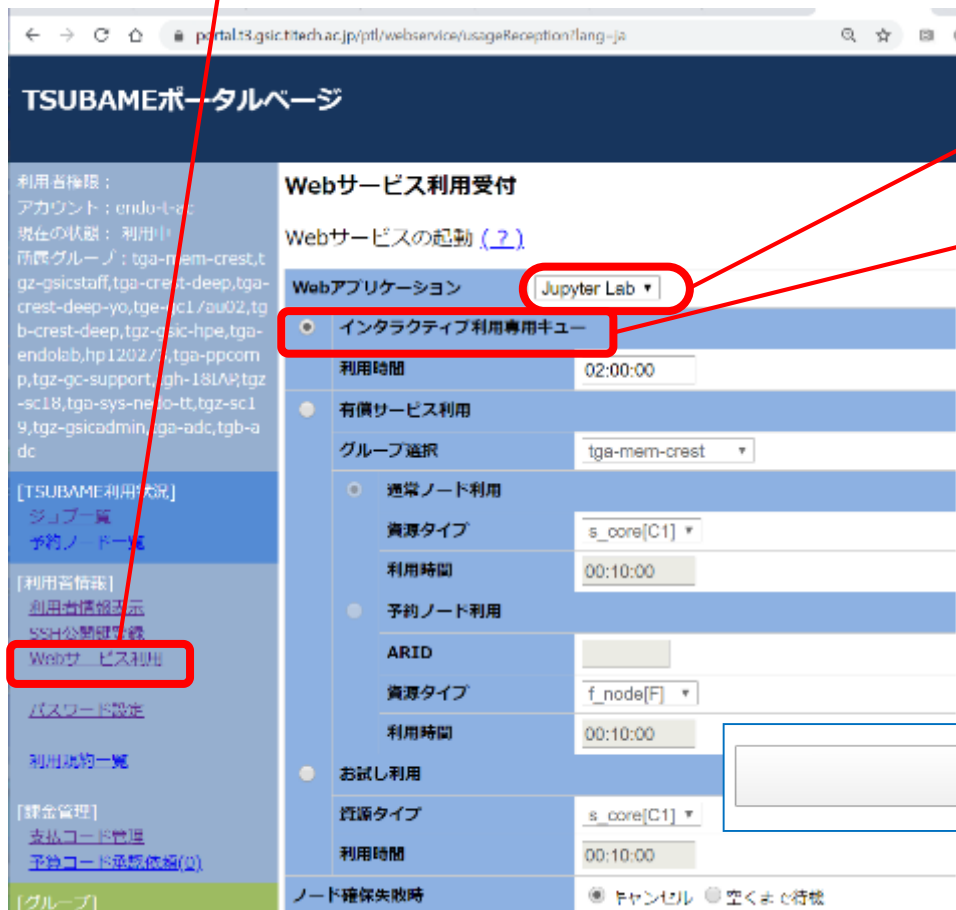 portal.t3.gsic.titech.ac.jp/ptl/webservice/usageReception?lang=ja
TSUBAMEポータルページ
利用者権限：
アカウント：endo-t-ac
現在の状態： 利用中
所属グループ：tga-mem-crest,t
gz-gsicstaff,tga-crest-deep,tga-
crest-deep-yo,tge-
b-crest-deep,tgz-gsic-hpe,tga-
endolab,
p,tgz-gc-support,
-sc18,tga-sys-nedo-tt,tgz-sc1
9,tgz-gsicadmin,tga-adc,tgb-a
dc
[TSUBAME利用状況]
ジョブ一覧
予約ノード一覧
[利用者情報]
利用者情報表示
SSH公開鍵登録
Webサービス利用
パスワード設定
利用規約一覧
[課金管理]
支払コード管理
予算コード承認依頼(0)
[グループ]
Webサービス利用受付
Webサービスの起動 (？)
Webアプリケーション Jupyter Lab
インタラクティブ利用専用キュー
利用時間 02:00:00
有償サービス利用
グループ選択 tga-mem-crest
通常ノード利用
資源タイプ s_core[C1]
利用時間 00:10:00
予約ノード利用
ARID
資源タイプ f_node[F]
利用時間 00:10:00
お試し利用
資源タイプ s_core[C1]
利用時間 00:10:00
ノード確保失敗時 キャンセル 空くまで待機